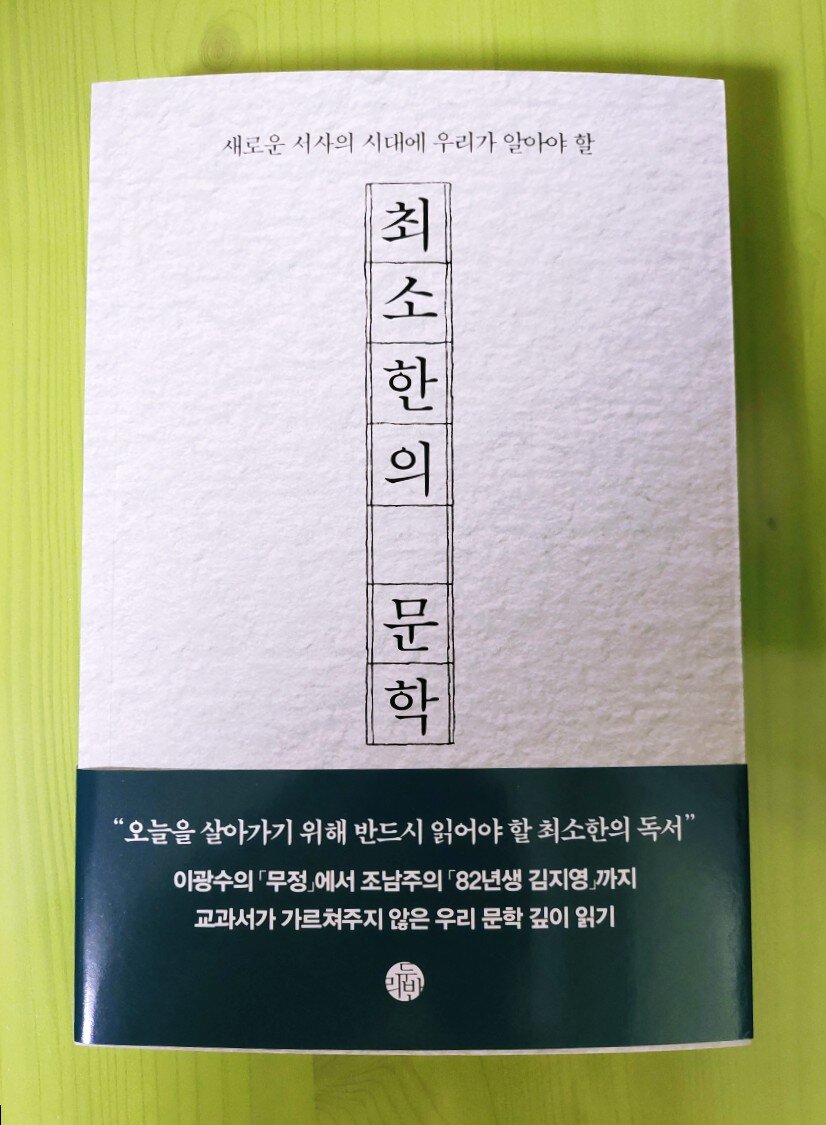 새로운 서사의 시대에 우리가 알아야 할
최소한의 문학
“오늘을 살아가기 위해 반드시 읽어야 할 최소한의 독서”
이광수의 「무정」에서 조남주의 「82년생 김지영」까지
교과서가 가르쳐주지 않은 우리 문학 깊이 읽기